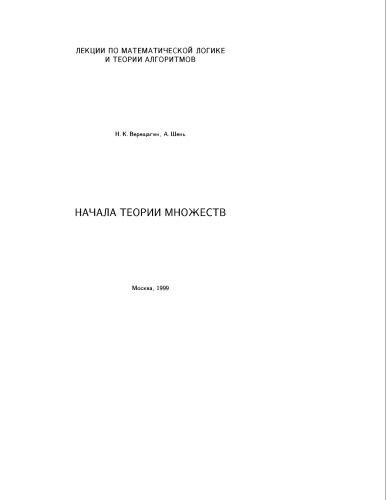 ЛЕКЦИИ ПО МАТЕМАТИЧЕСКОЙ ЛОГИКЕ
И ТЕОРИИ АЛГОРИТМОВ
Н. К. Верещагин, А. Шень
НАЧАЛА ТЕОРИИ МНОЖЕСТВ
Москва, 1999